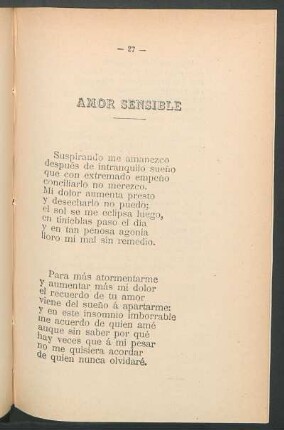 — 27 —
AMOR SENSIBLE
Suspirando me amanezco
después de intranquilo sueño
que con extremado empeño
conciliarlo no merezco.
Mi dolor aumenta presto
y desecharlo no puedo;
el sol se me eclipsa luego,
en tinieblas paso el día
y en tan penosa agonía
lloro mi mal sin remedio.
Para más atormentarme
y aumentar más mi dolor
el recuerdo de tu amor
viene del sueño á apartarme:
y en este insomnio imborrable
me acuerdo de quien amé
auque sin saber por qué
hay veces que á mi pesar
no me quisiera acordar
de quien nunca olvidaré.